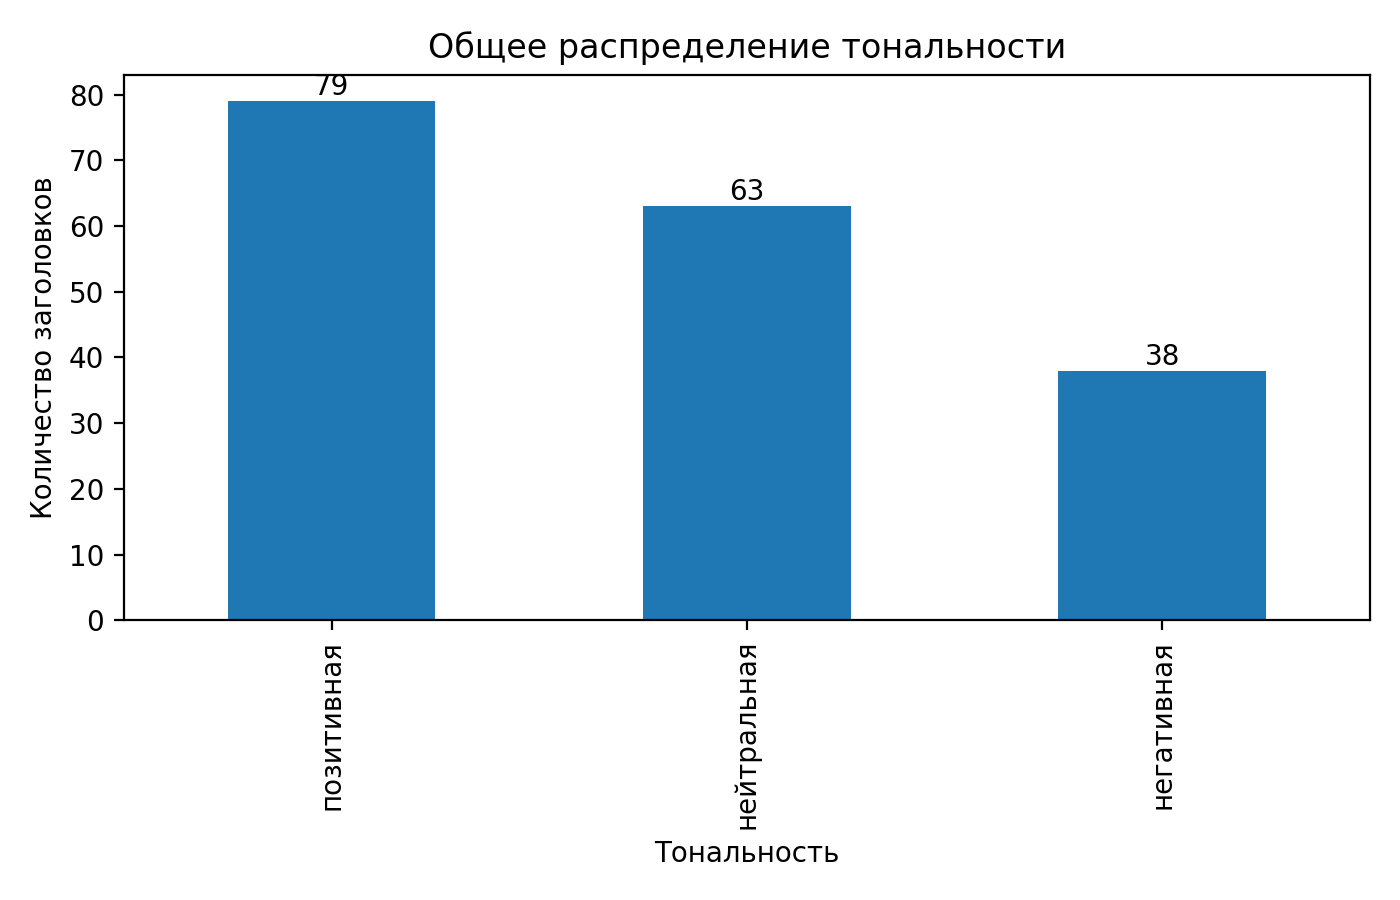 Общее распределение тональности
Количество заголовков
80
70
60
50
40
30
20
10
0
79
63
38
позитивная
нейтральная
негативная
Тональность